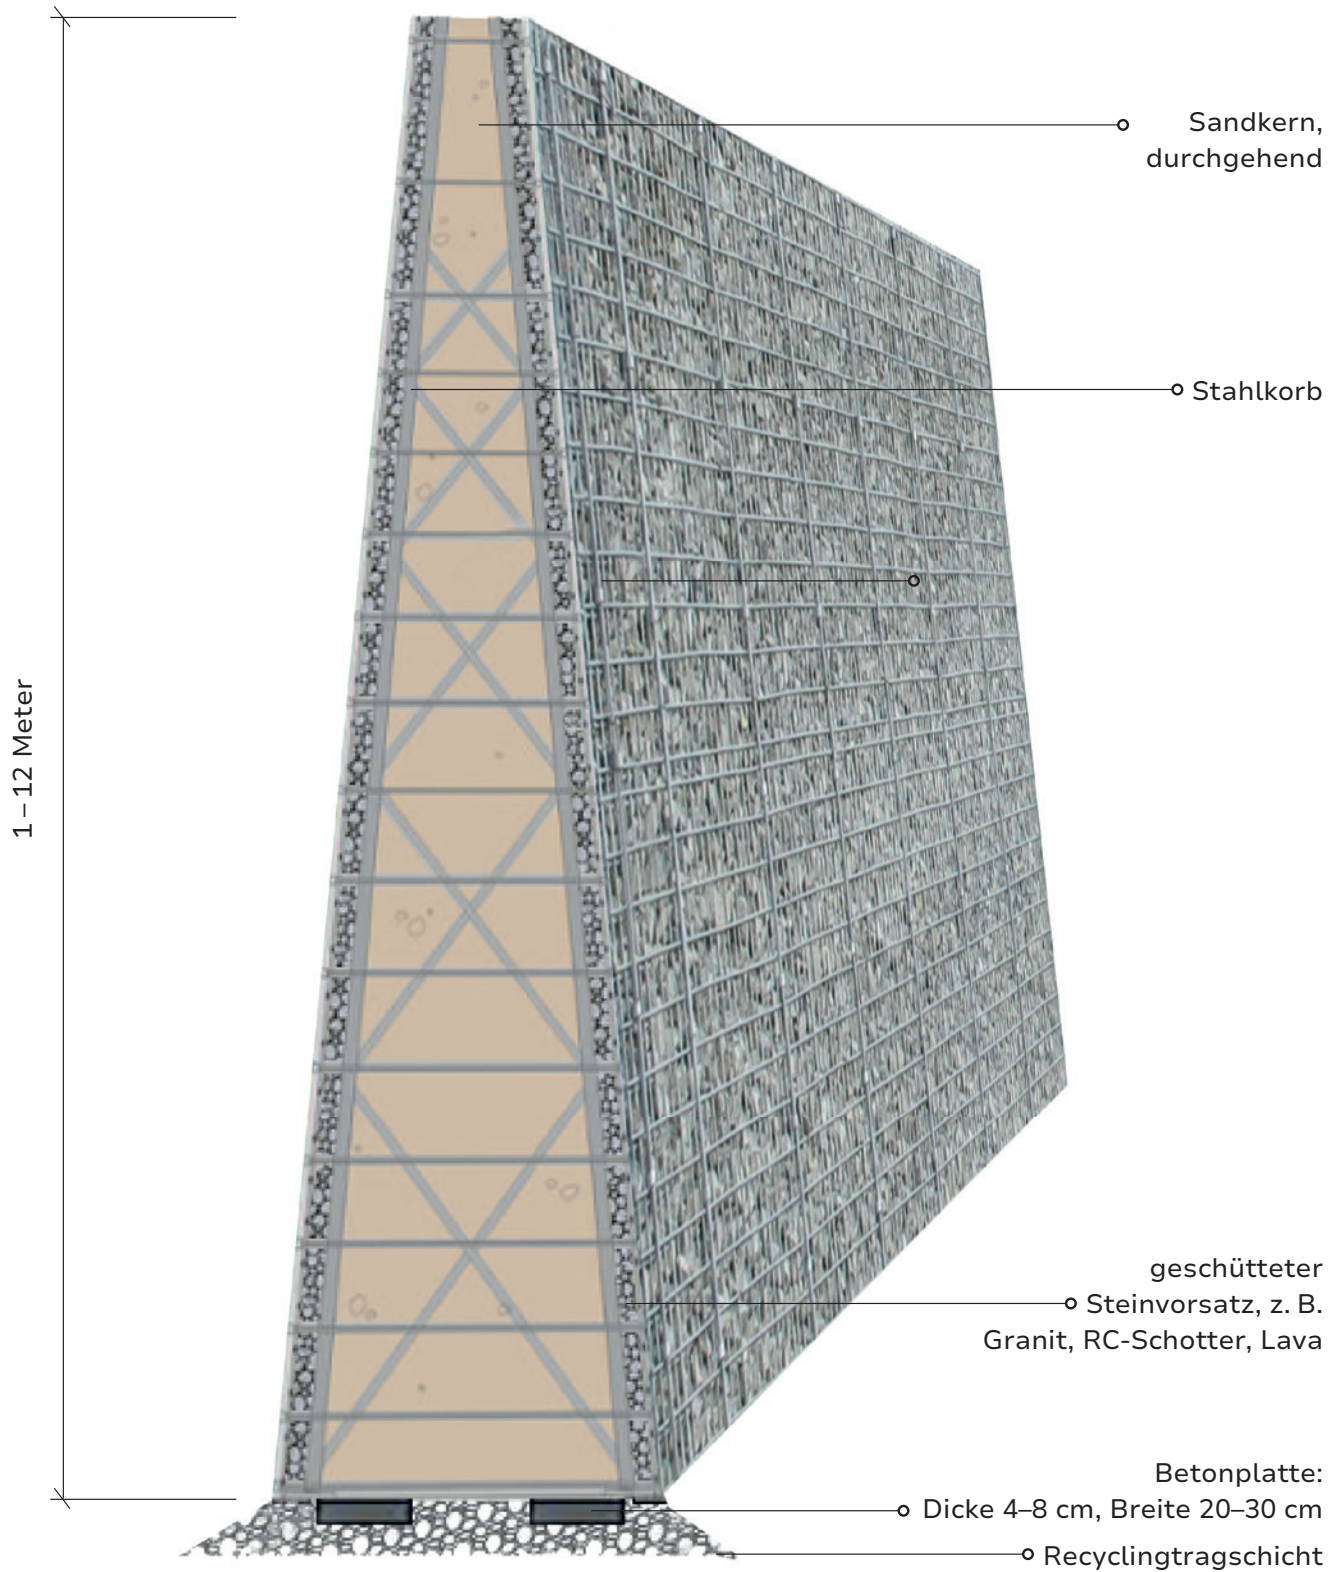 Sandkern,
durchgehend
Stahlkorb
1 – 12 Meter
geschütteter
Steinvorsatz, z. B.
Granit, RC-Schotter, Lava
Betonplatte:
Dicke 4–8 cm, Breite 20–30 cm
Recyclingtragschicht